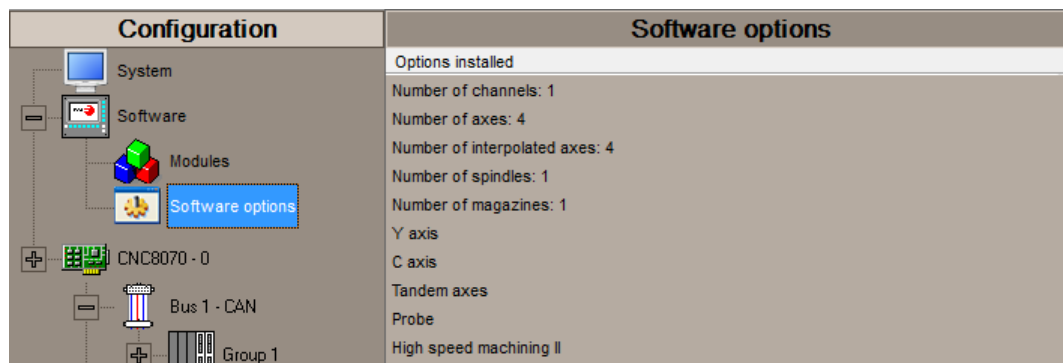 Configuration
System
Software
Modules
Software options
CNC8070 - 0
Bus 1 - CAN
Group 1
Software options
Options installed
Number of channels: 1
Number of axes: 4
Number of interpolated axes: 4
Number of spindles: 1
Number of magazines: 1
Y axis
C axis
Tandem axes
Probe
High speed machining II